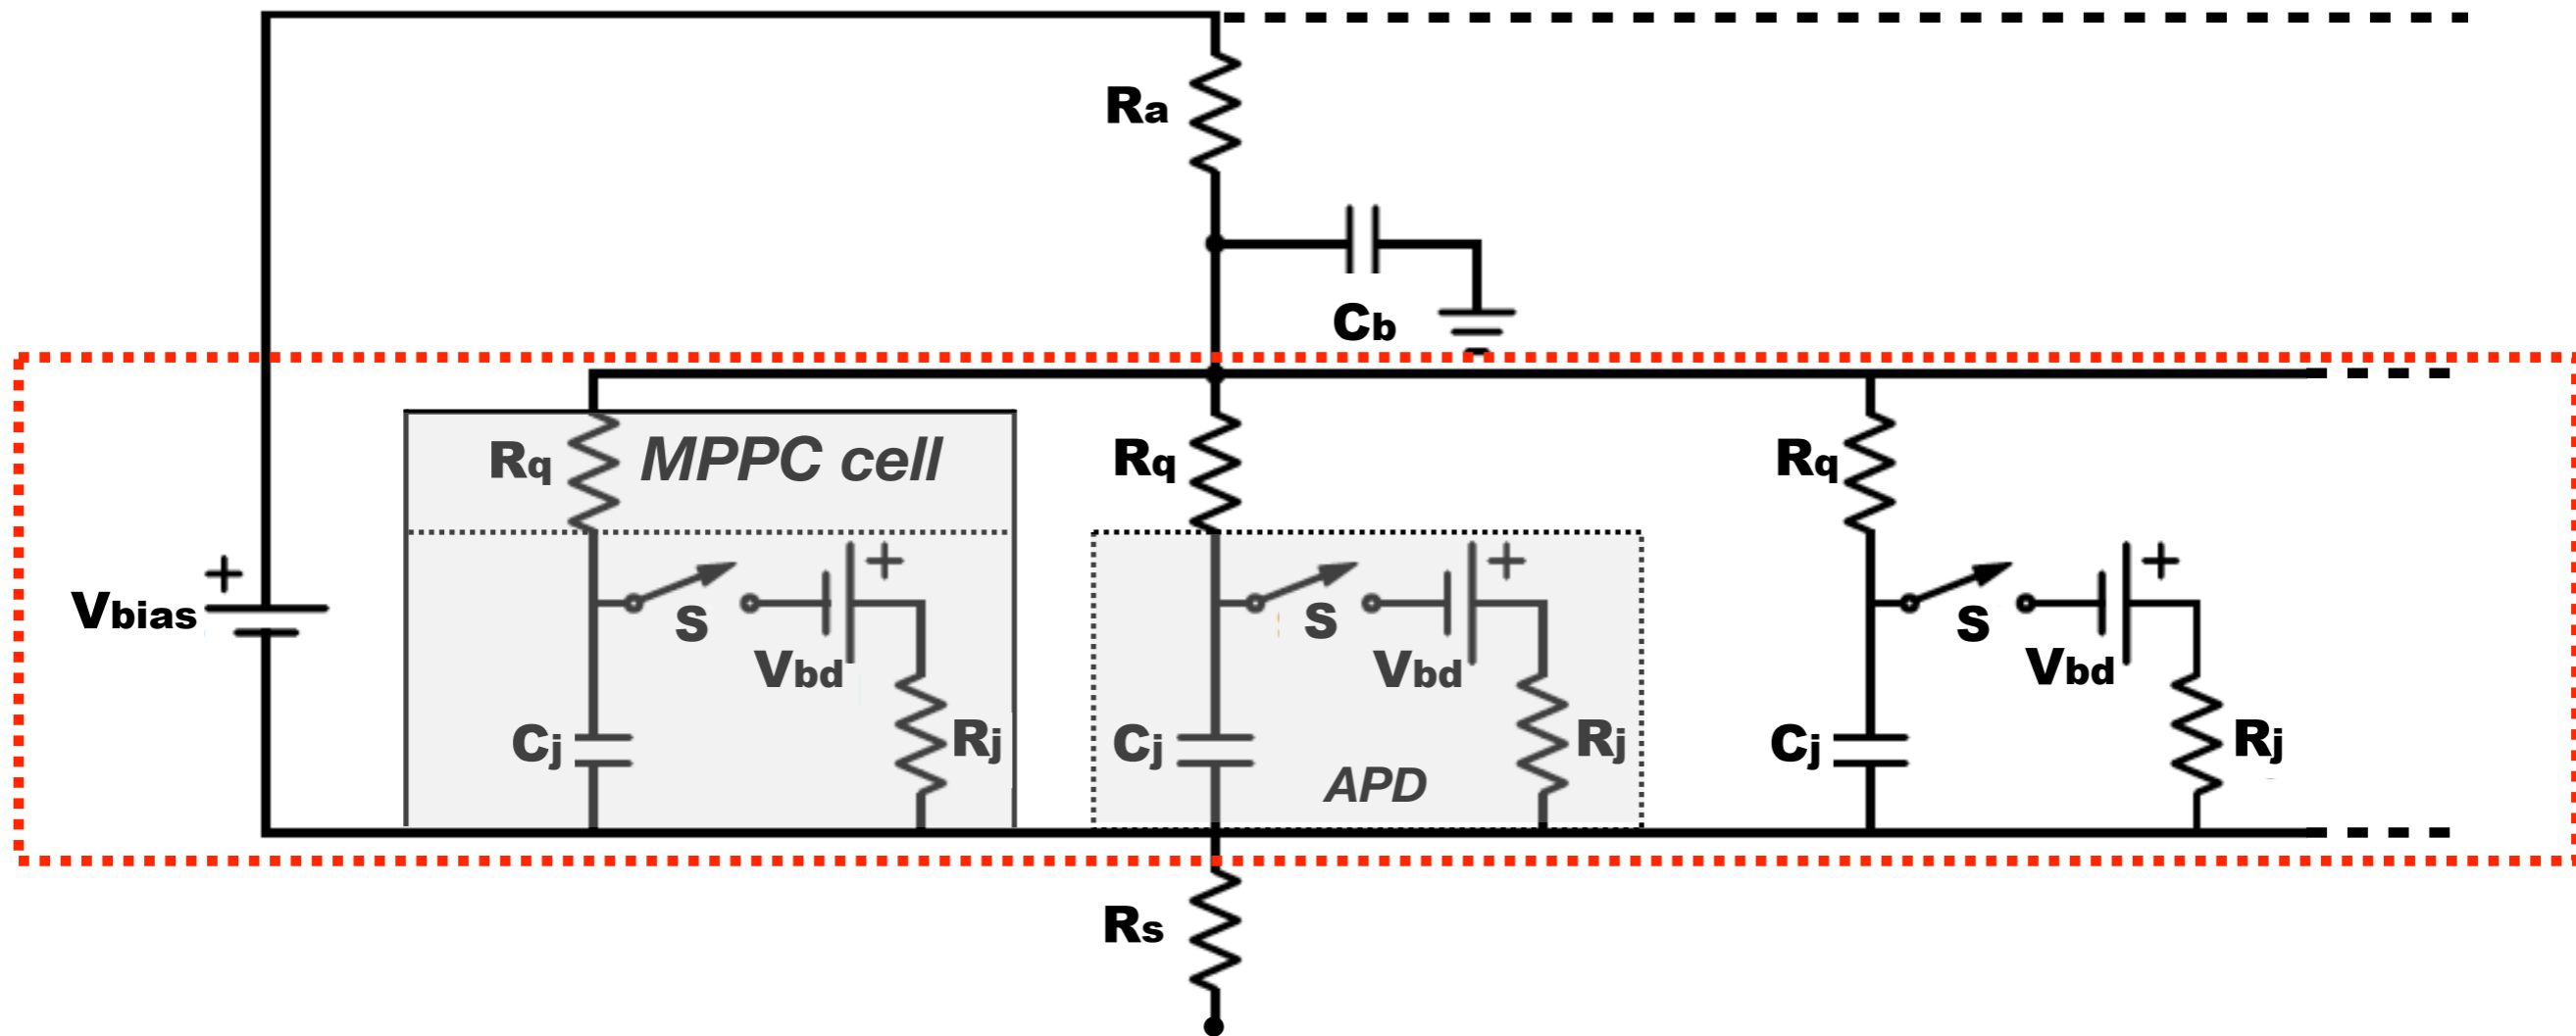 Ra
Cb
Rq MPPC cell
Rq
Rq
+
+
+
+
Vbias
S
S
S
Vbd
Vbd
Vbd
Cj
Rj
Cj
Rj
Cj
Rj
APD
Rs